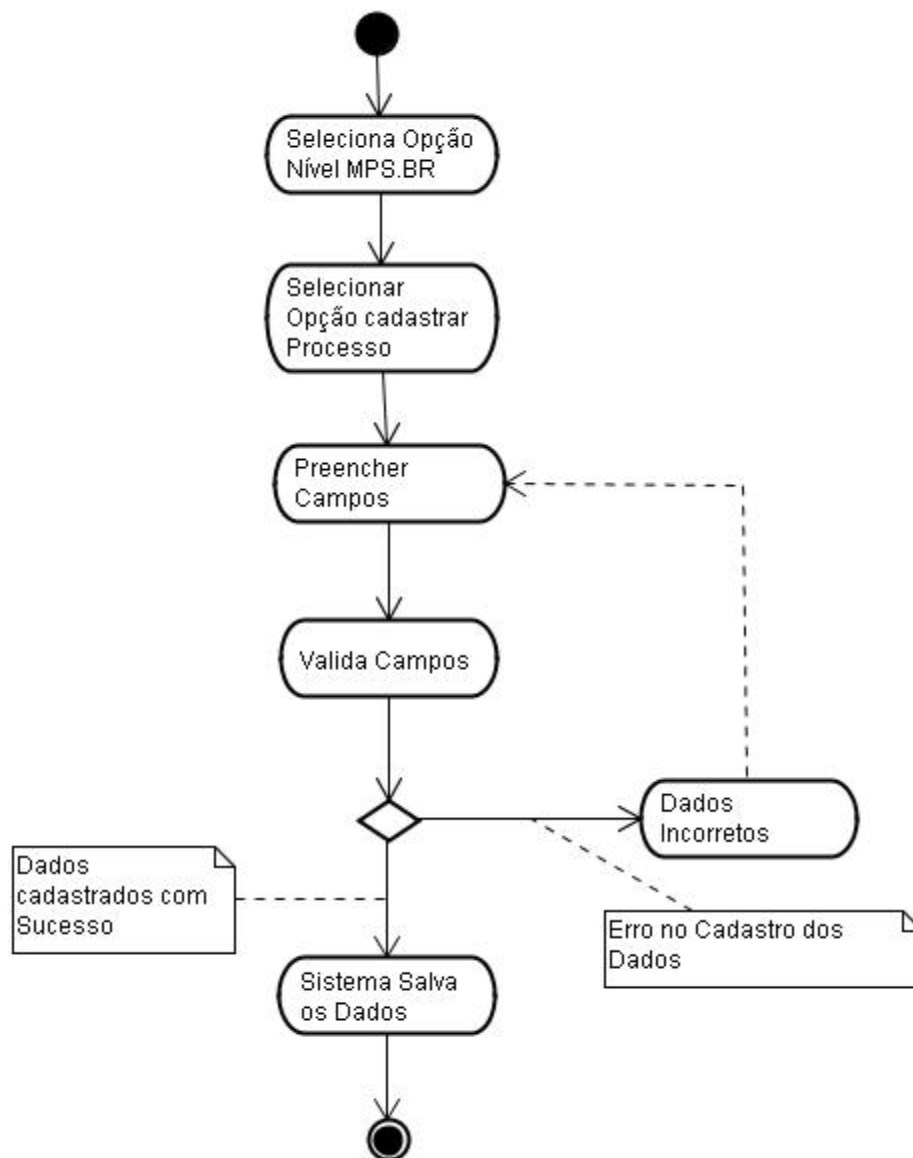 Seleciona Opção
Nível MPS.BR
Selecionar
Opção cadastrar
Processo
Preencher
Campos
Valida Campos
Dados
Incorretos
Dados
cadastrados com
Sucesso
Erro no Cadastro dos
Dados
Sistema Salva
os Dados